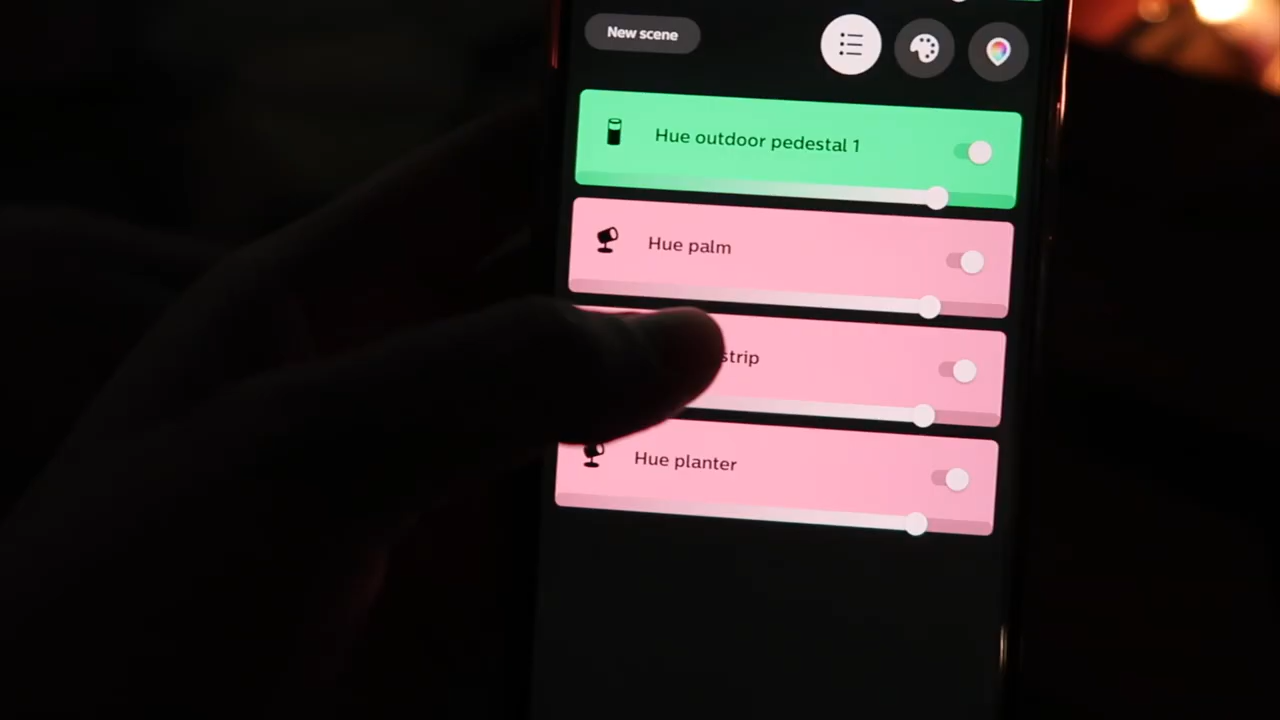 New scene
Hue outdoor pedestal 1
Hue palm
strip
Hue planter